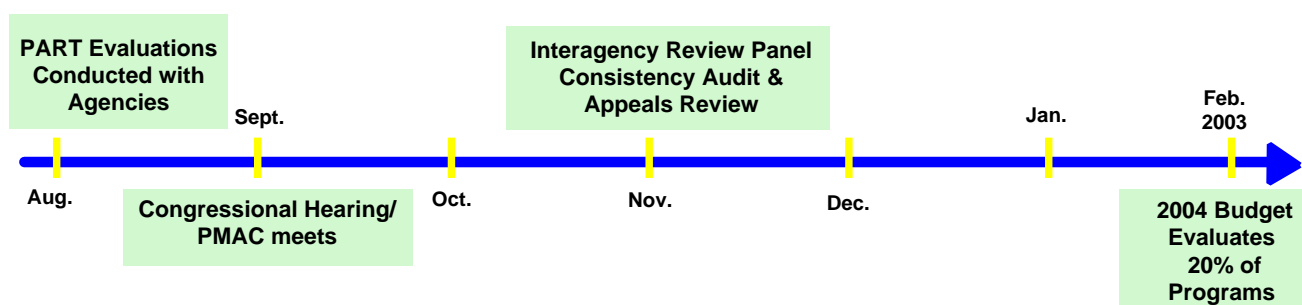 PART Evaluations
Conducted with
Agencies
Interagency Review Panel
Consistency Audit &
Appeals Review
Sept.
Jan.
Feb.
2003
Aug.
Oct.
Nov.
Dec.
Congressional Hearing/
PMAC meets
2004 Budget
Evaluates
20% of
Programs